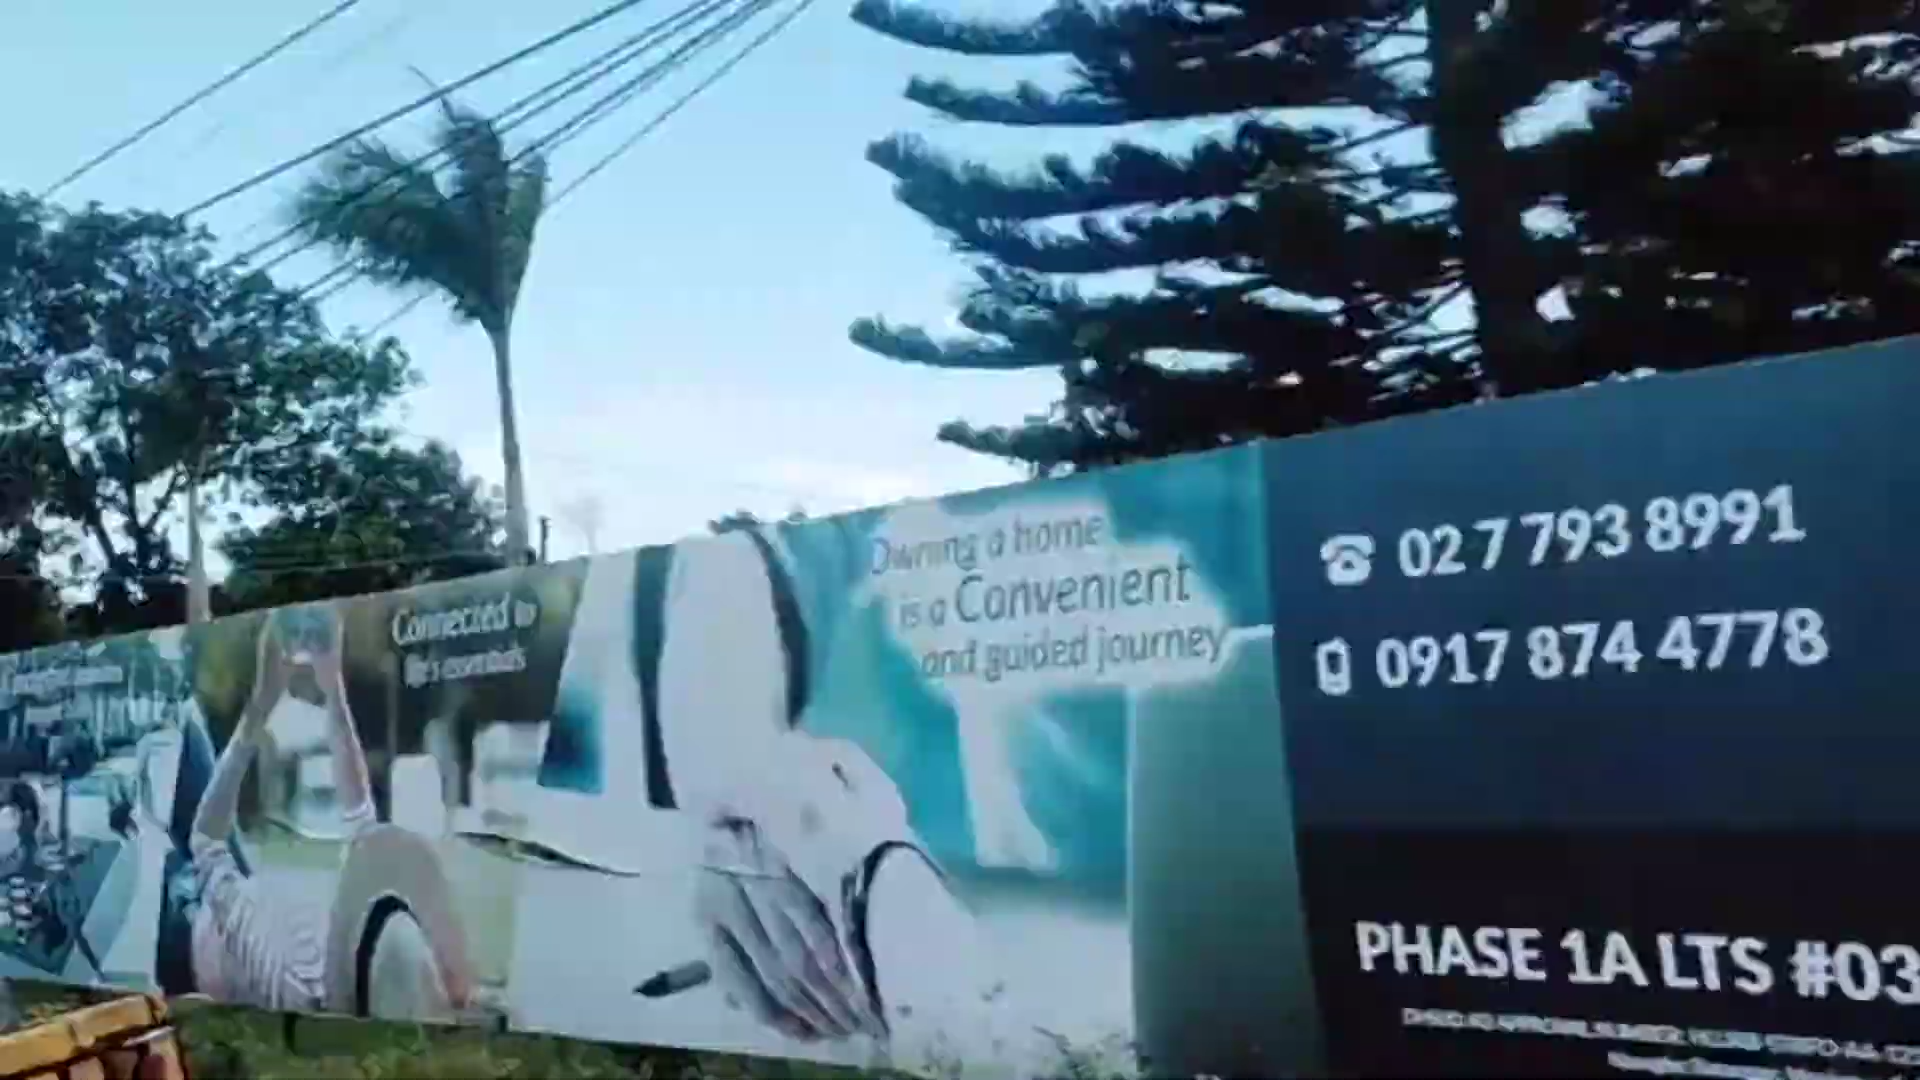 Connected to
life's essentials
Owning a home
is a Convenient
and guided journey
02 7 793 8991
0917 874 4778
PHASE 1A LTS #03